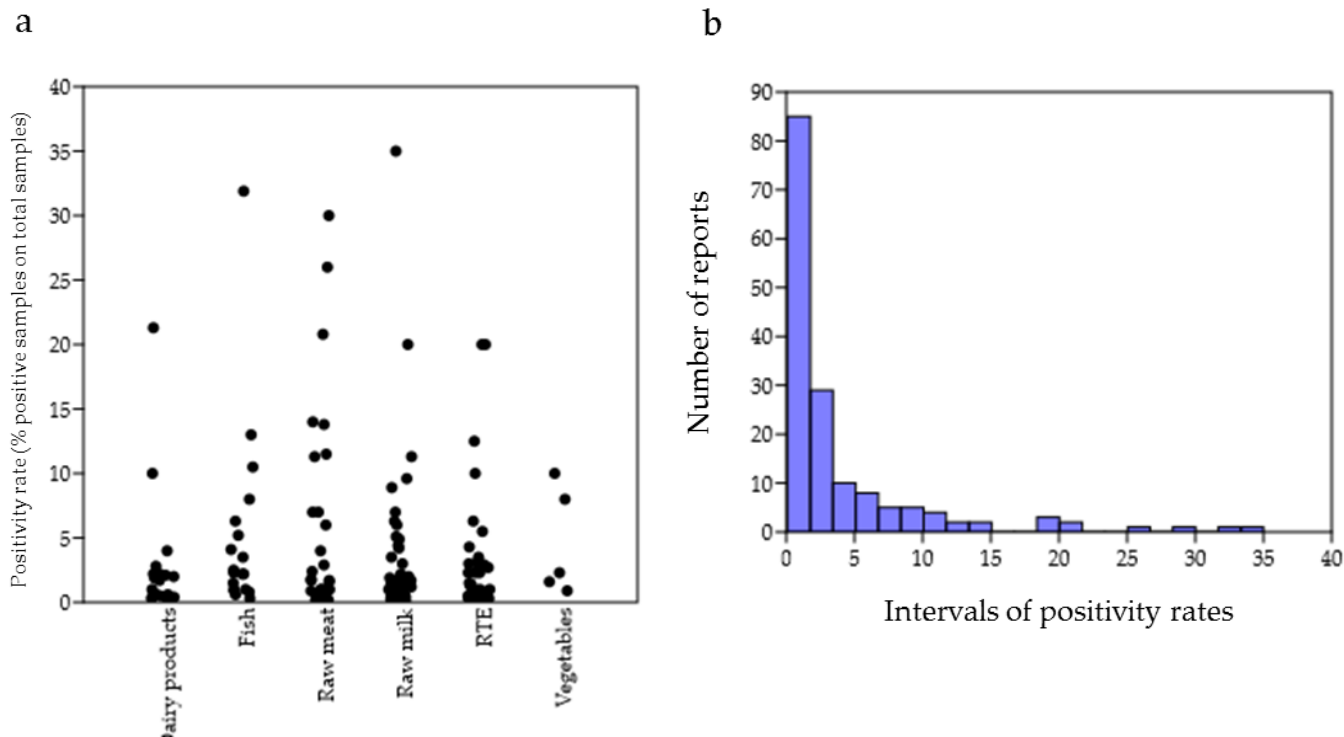 a
b
Positivity rate (% positive samples on total samples)
40
35
30
25
20
15
10
5
0
Dairy products
Fish
Raw meat
Raw milk
RTE
Vegetables
Number of reports
90
80
70
60
50
40
30
20
10
0
0 5 10 15 20 25 30 35 40
Intervals of positivity rates